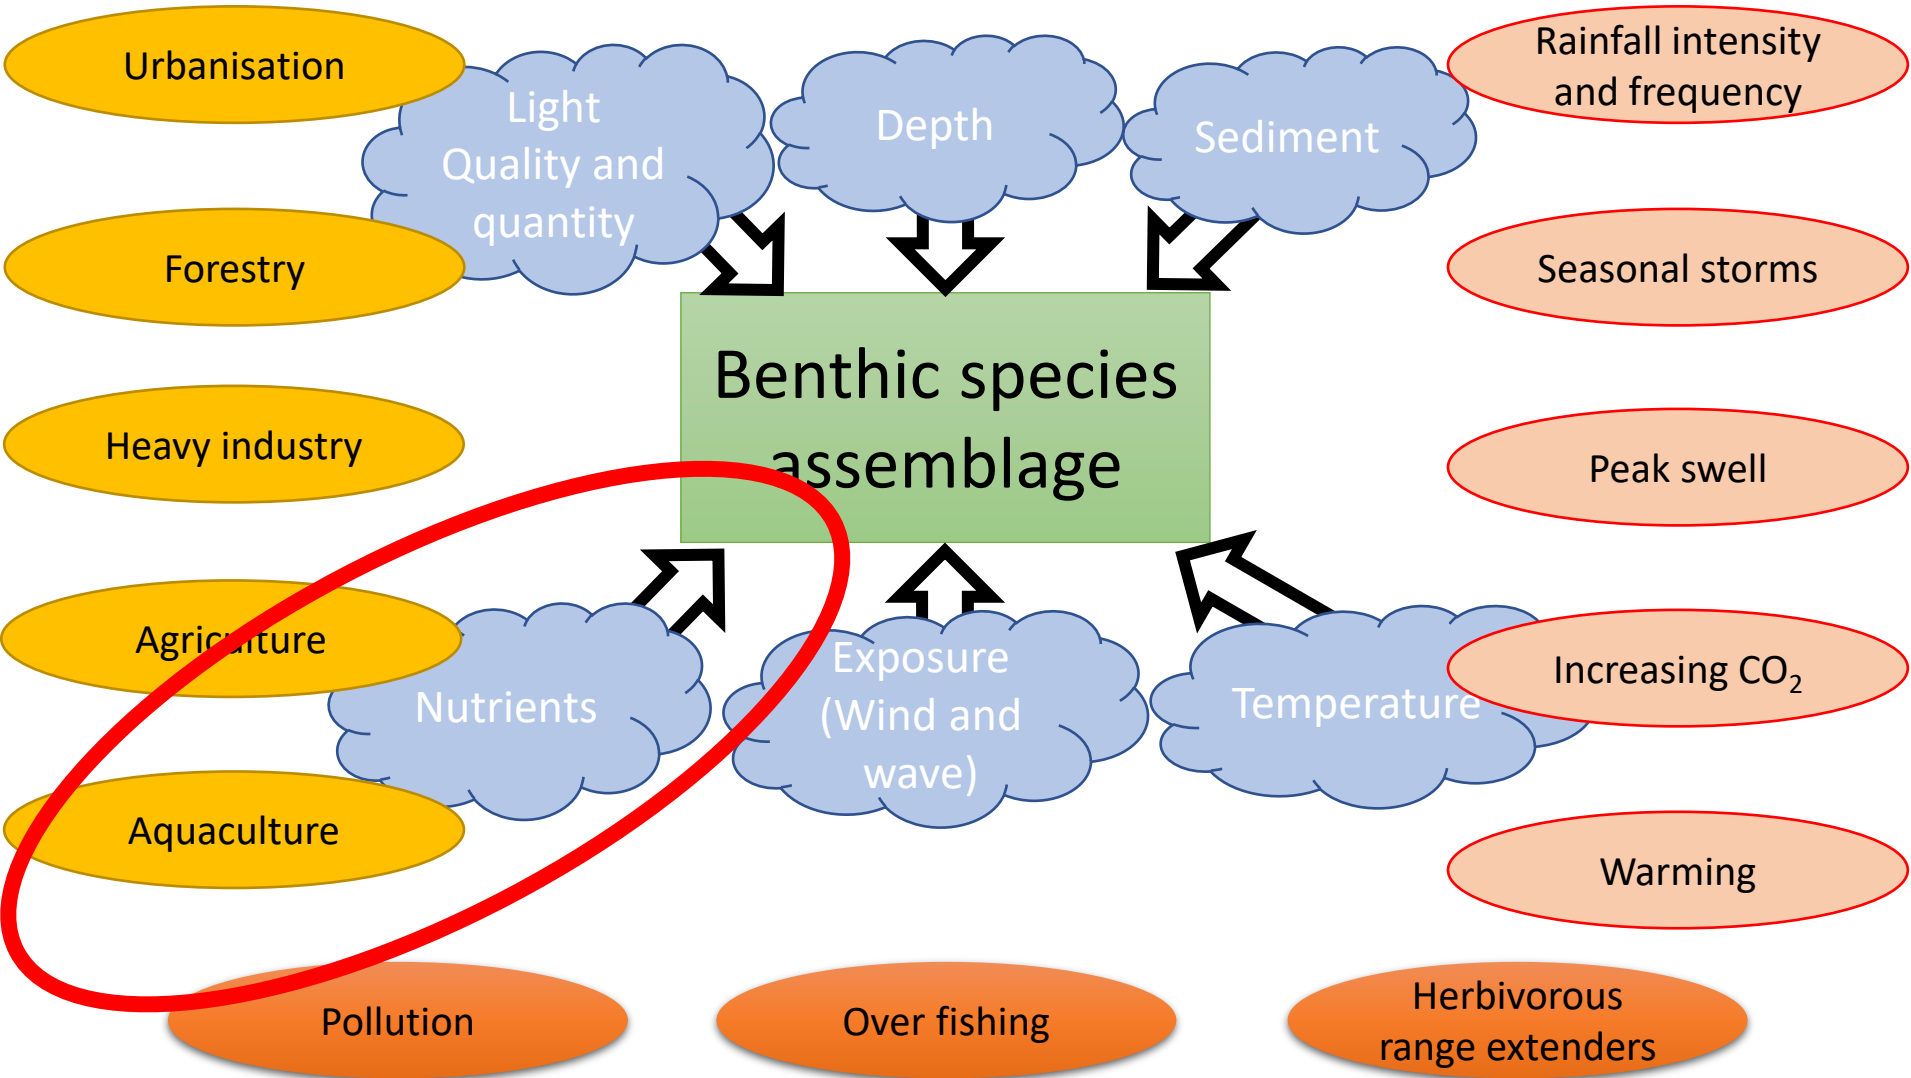 Urbanisation
Light
Quality and
quantity
Depth
Sediment
Rainfall intensity
and frequency
Forestry
Seasonal storms
Heavy industry
Benthic species
assemblage
Peak swell
Agriculture
Nutrients
Exposure
(Wind and
wave)
Temperature
Increasing CO₂
Aquaculture
Warming
Pollution
Over fishing
Herbivorous
range extenders